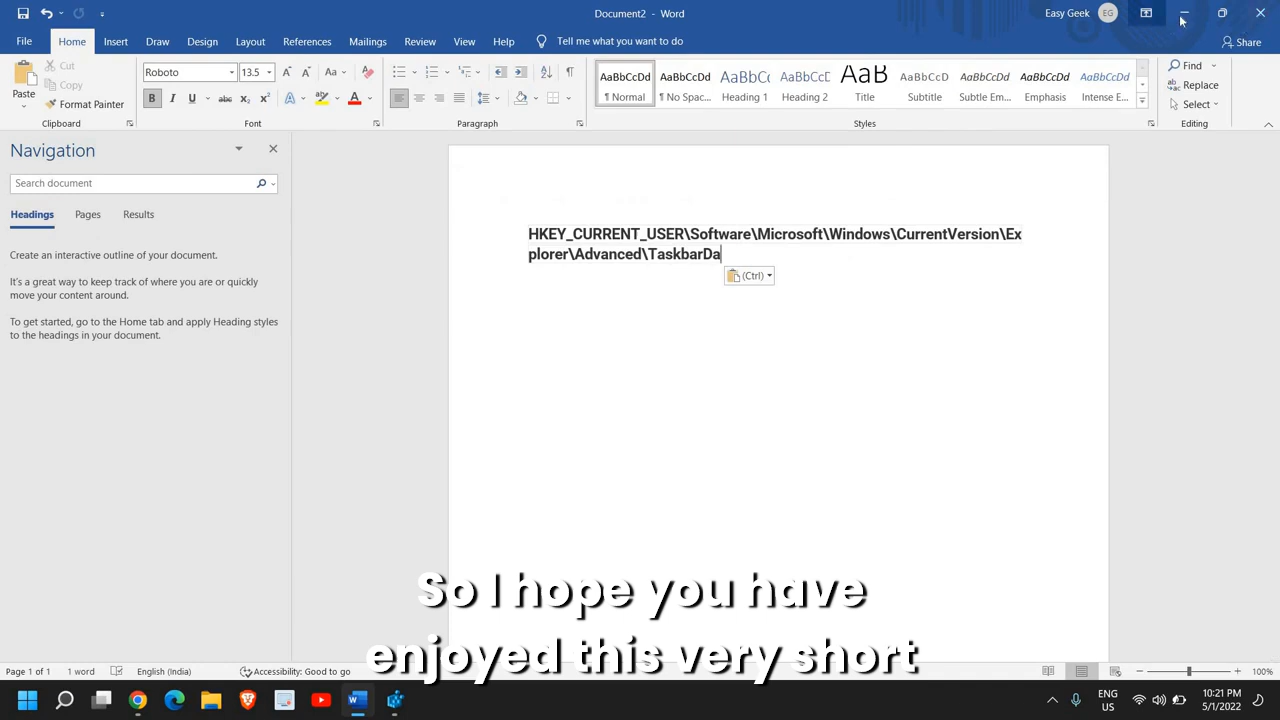 Document2 - Word
Easy Geek EG
File Home Insert Draw Design Layout References Mailings Review View Help Tell me what you want to do Share
Paste
Cut
Copy
Format Painter
Clipboard
Roboto 13.5
Font
Paragraph
AaBbCcDd AaBbCcDd AaBbCc AaBbCcD AaB AaBbCcD AaBbCcDd AaBbCcDd AaBbCcDd
¶ Normal ¶ No Spac... Heading 1 Heading 2 Title Subtitle Subtle Em... Emphasis Intense E...
Styles
Find
Replace
Select
Editing
Navigation
Search document
Headings Pages Results
Create an interactive outline of your document.
It's a great way to keep track of where you are or quickly
move your content around.
To get started, go to the Home tab and apply Heading styles
to the headings in your document.
HKEY_CURRENT_USER\Software\Microsoft\Windows\CurrentVersion\Ex
plorer\Advanced\TaskbarDa
(Ctrl)
So I hope you have
enjoyed this very short
Page 1 of 1 1 word English (India) Accessibility: Good to go 100%
ENG
US
10:21 PM
5/1/2022